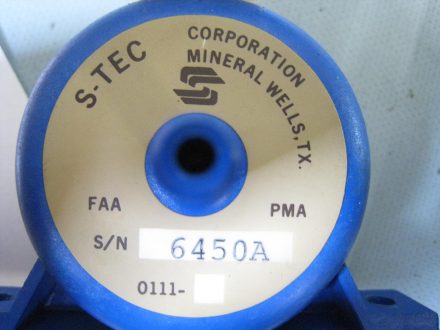 S-TEC
CORPORATION
MINERAL WELLS, TX.
FAA PMA
S/N 6450A
0111-